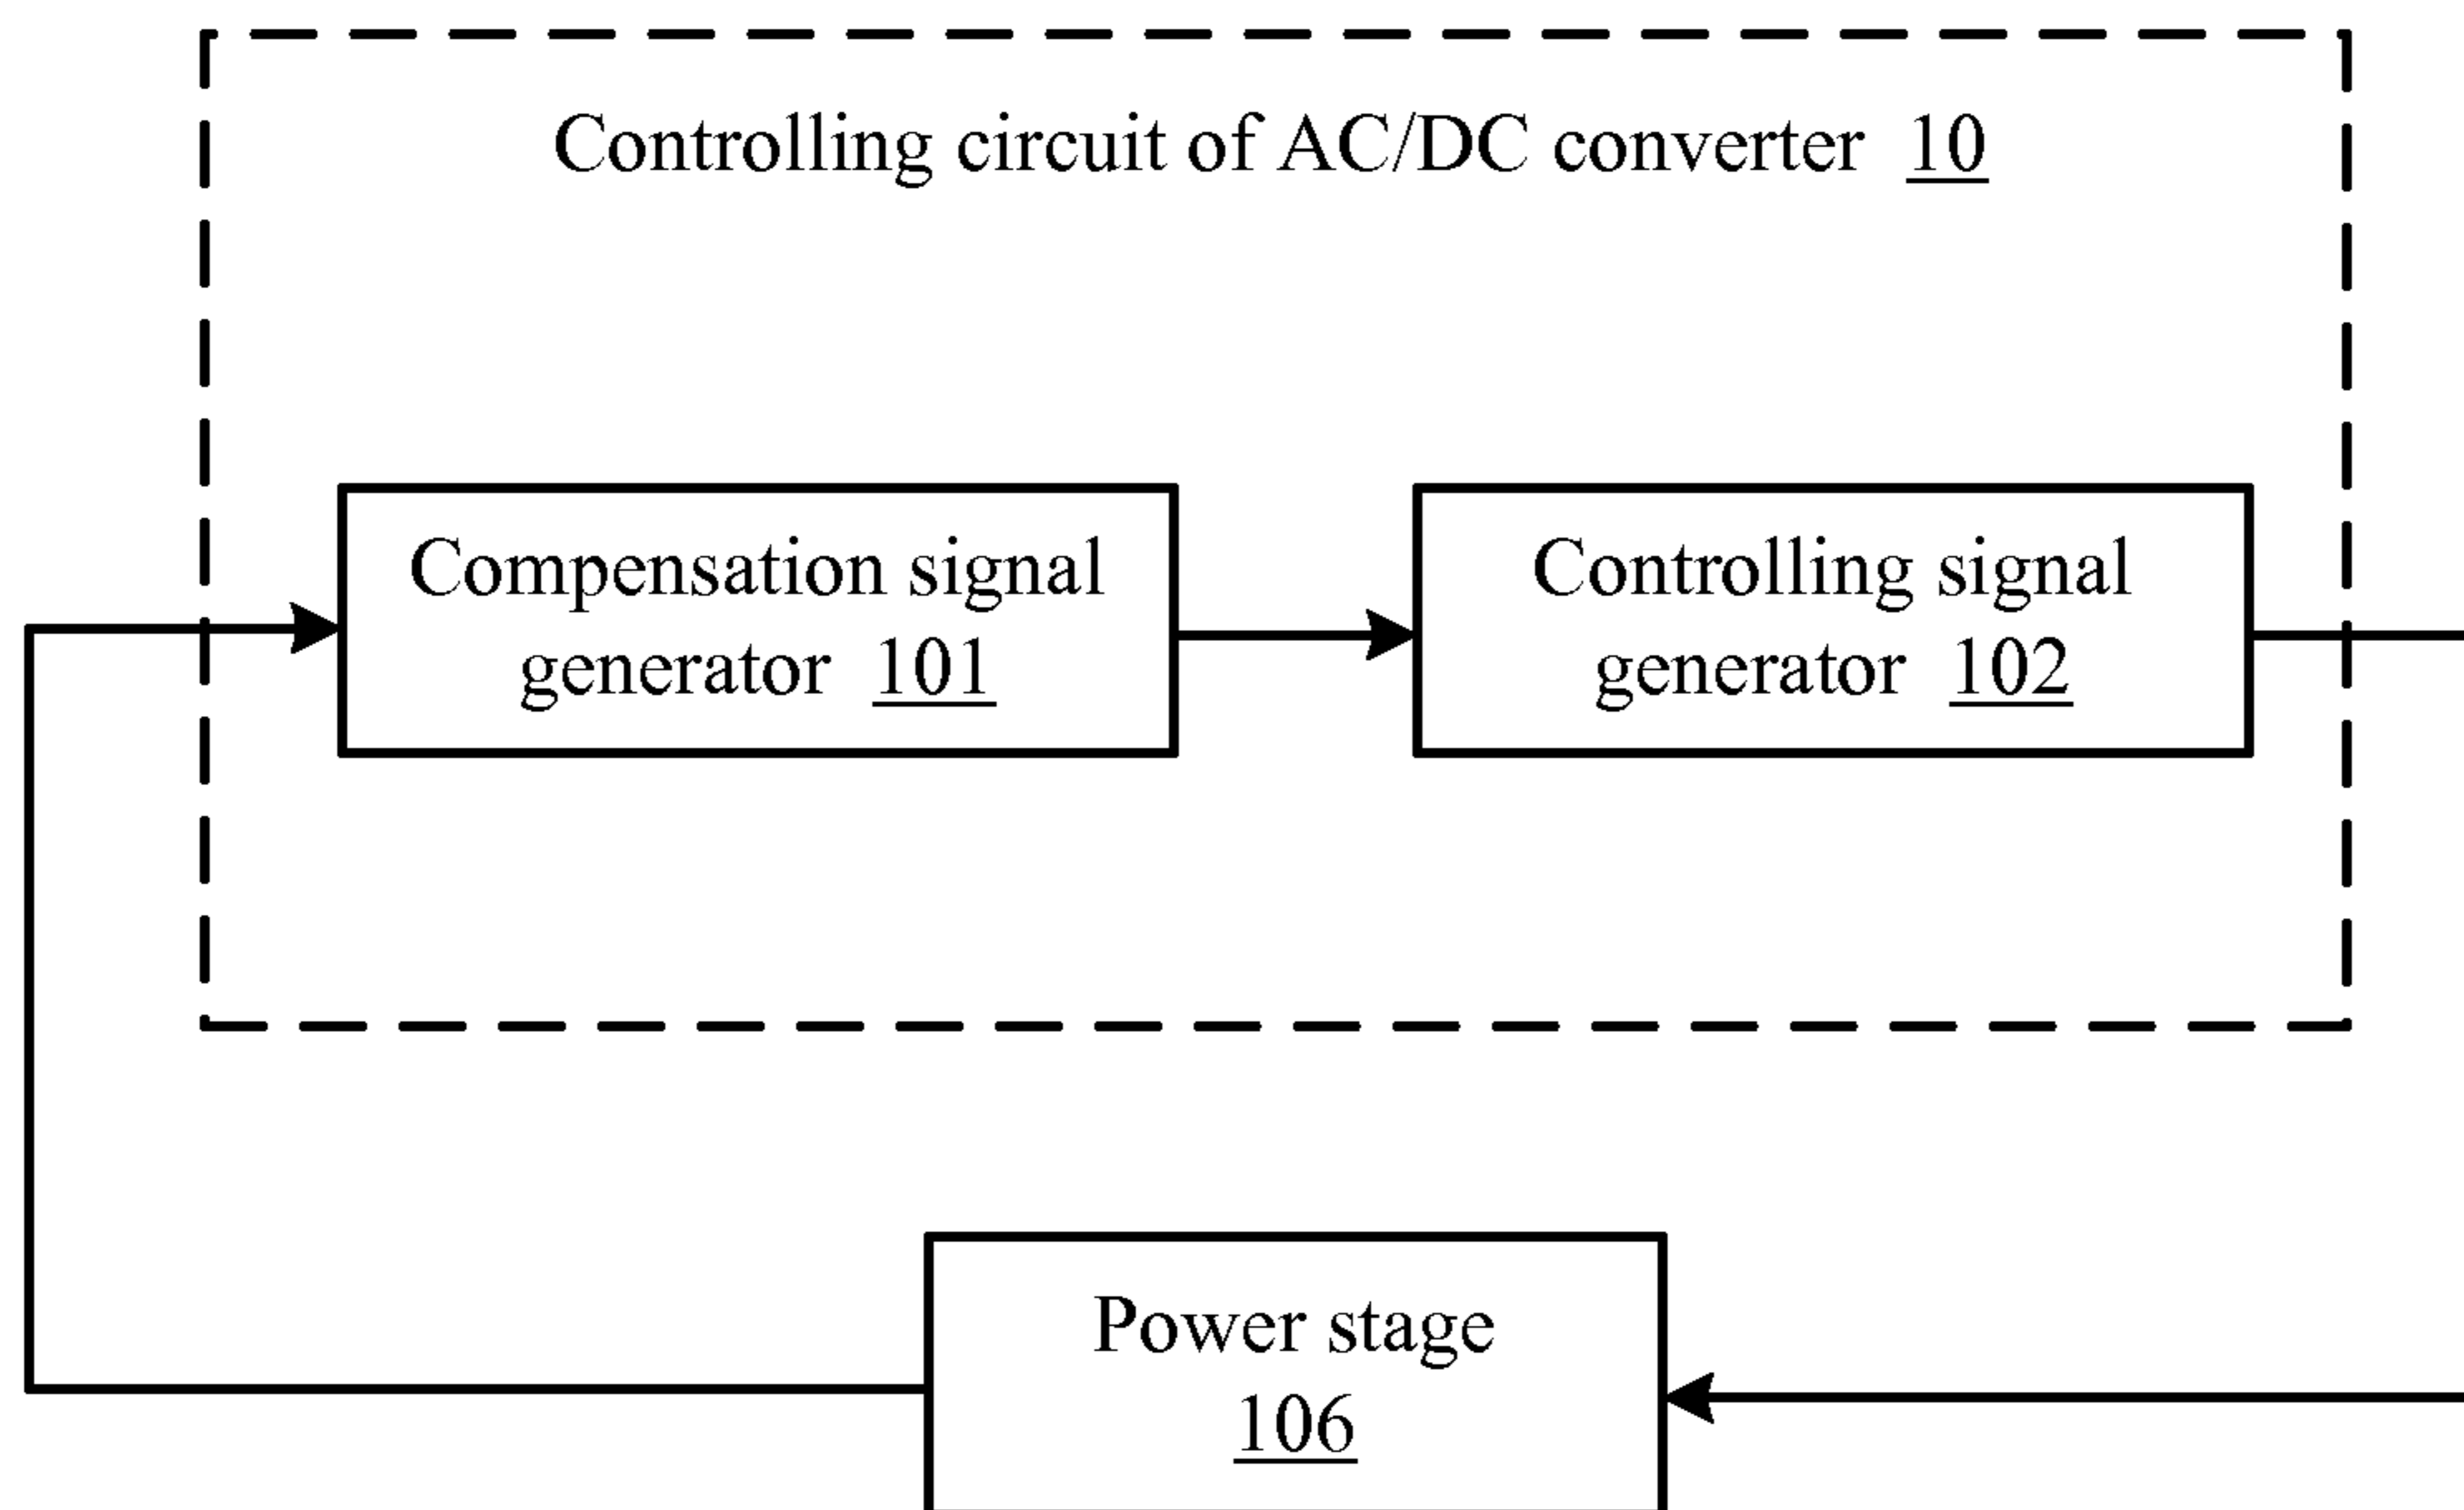 Controlling circuit of AC/DC converter 10
Compensation signal
generator 101
Controlling signal
generator 102
Power stage
106